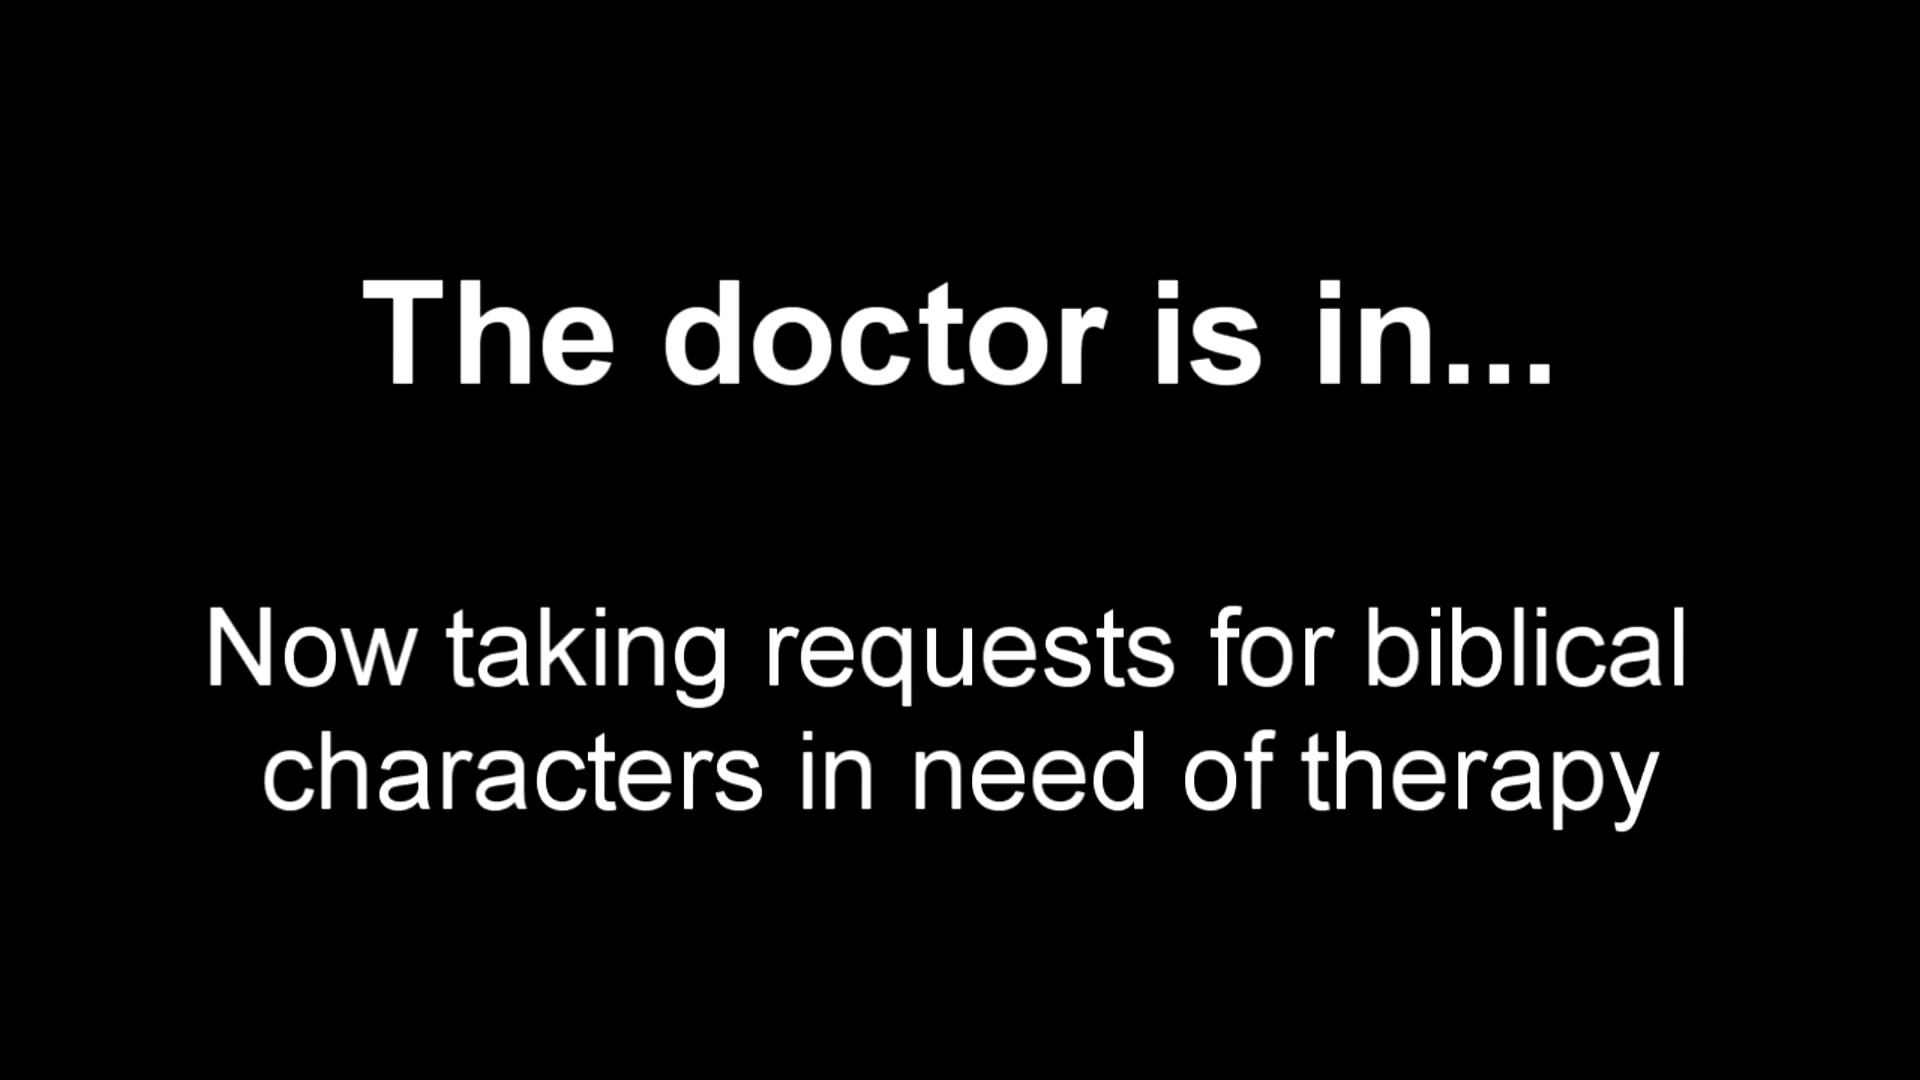 The doctor is in...
Now taking requests for biblical
characters in need of therapy